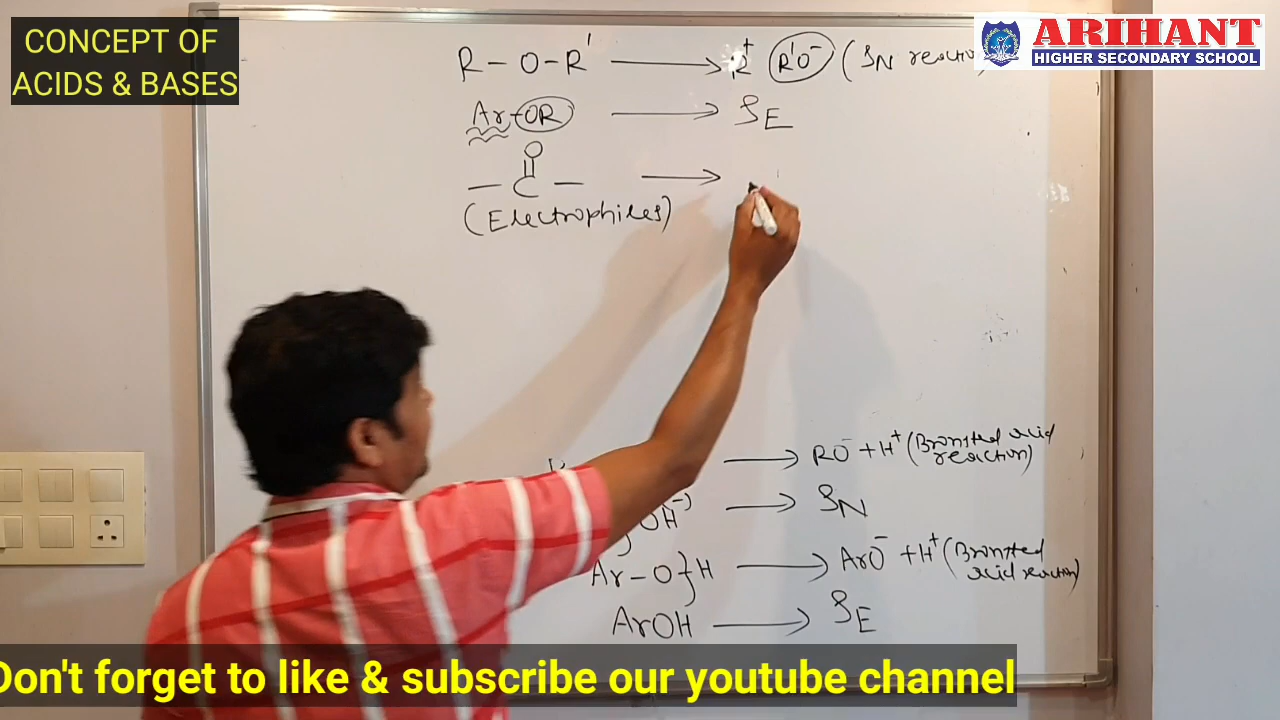 CONCEPT OF
ACIDS & BASES
ARIHANT
HIGHER SECONDARY SCHOOL
R - O - R' ⟶ R⁺ R'O⁻ (SN reaction
Ar-OR ⟶ SE
O
|| 
— C — ⟶
(Electrophiles)
⟶ RO⁻ + H⁺ (Bronsted acid
reaction)
OH⁻) ⟶ SN
Ar-O}H ⟶ ArO⁻ + H⁺ (Bronsted
acid reaction)
ArOH ⟶ SE
Don't forget to like & subscribe our youtube channel